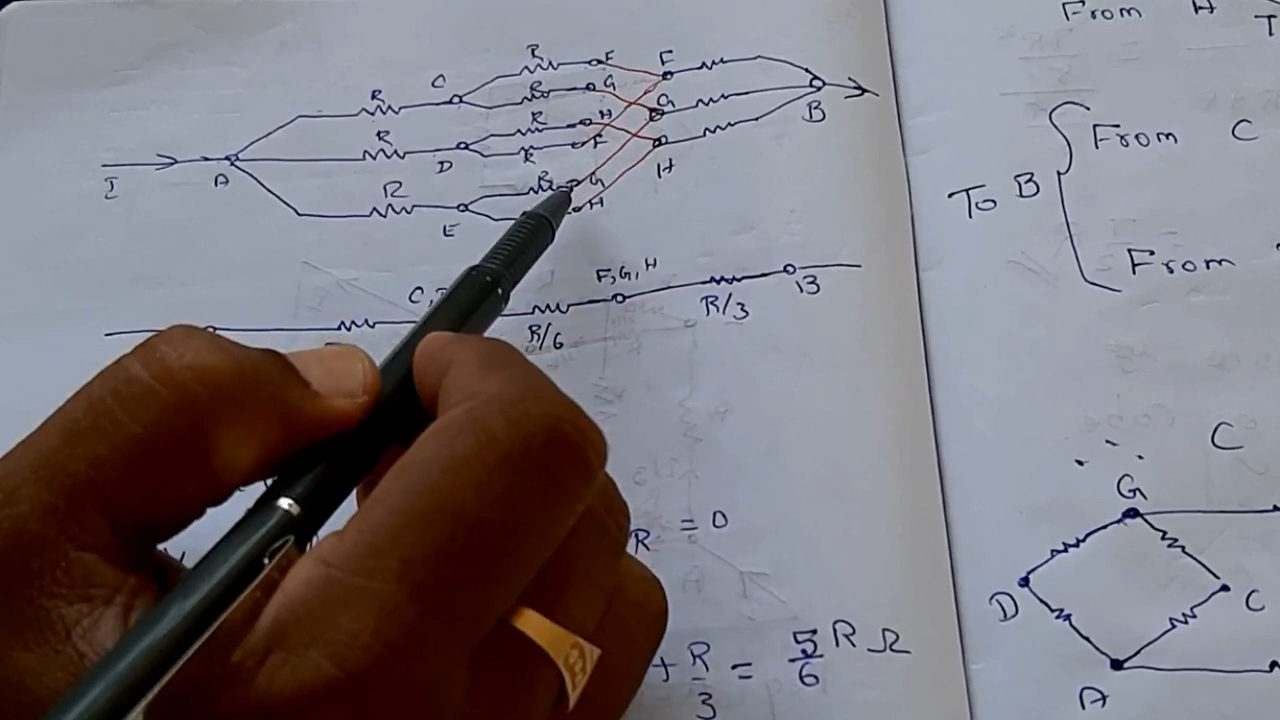 R F F
C R G
R G B
R R H
D R F H
I A
R R G
E H
F, G, H
C,
R/6 R/3 B
R = 0
+ R/3 = 5/6 R Ω
From H T
From C
To B
From
∴ C
G
D C
A